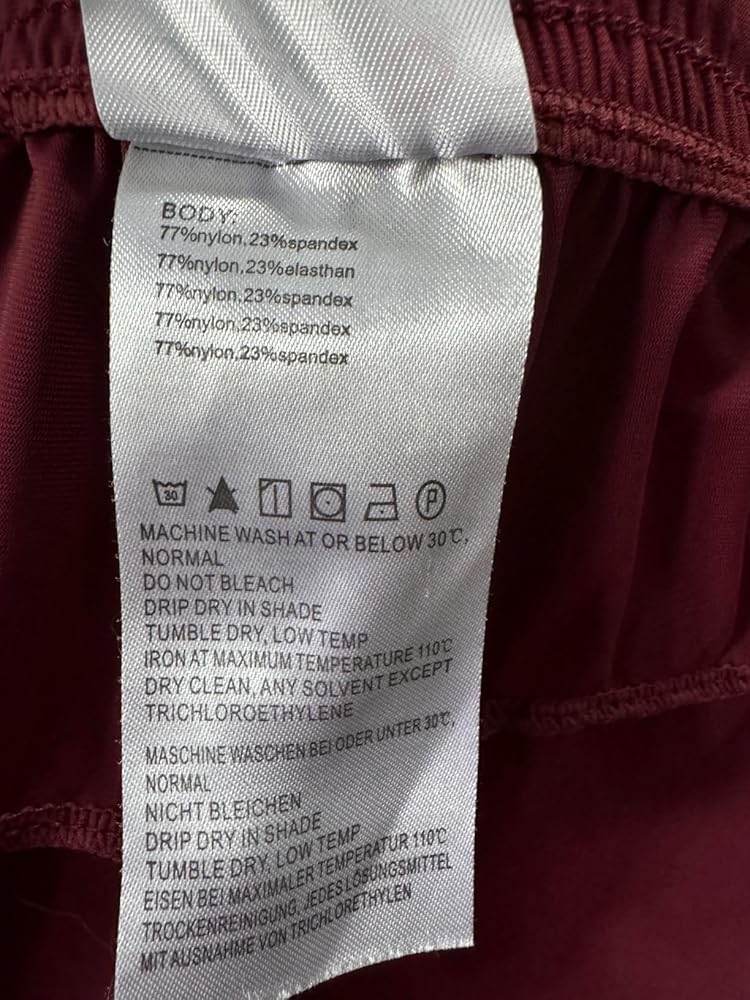 BODY:
77%nylon,23%spandex
77%nylon,23%elasthan
77%nylon,23%spandex
77%nylon,23%spandex
77%nylon,23%spandex
30 P
MACHINE WASH AT OR BELOW 30℃,
NORMAL
DO NOT BLEACH
DRIP DRY IN SHADE
TUMBLE DRY, LOW TEMP
IRON AT MAXIMUM TEMPERATURE 110℃
DRY CLEAN, ANY SOLVENT EXCEPT
TRICHLOROETHYLENE
MASCHINE WASCHEN BEI ODER UNTER 30℃,
NORMAL
NICHT BLEICHEN
DRIP DRY IN SHADE
TUMBLE DRY, LOW TEMP
EISEN BEI MAXIMALER TEMPERATUR 110℃
TROCKENREINIGUNG, JEDES LÖSUNGSMITTEL
MIT AUSNAHME VON TRICHLORETHYLEN